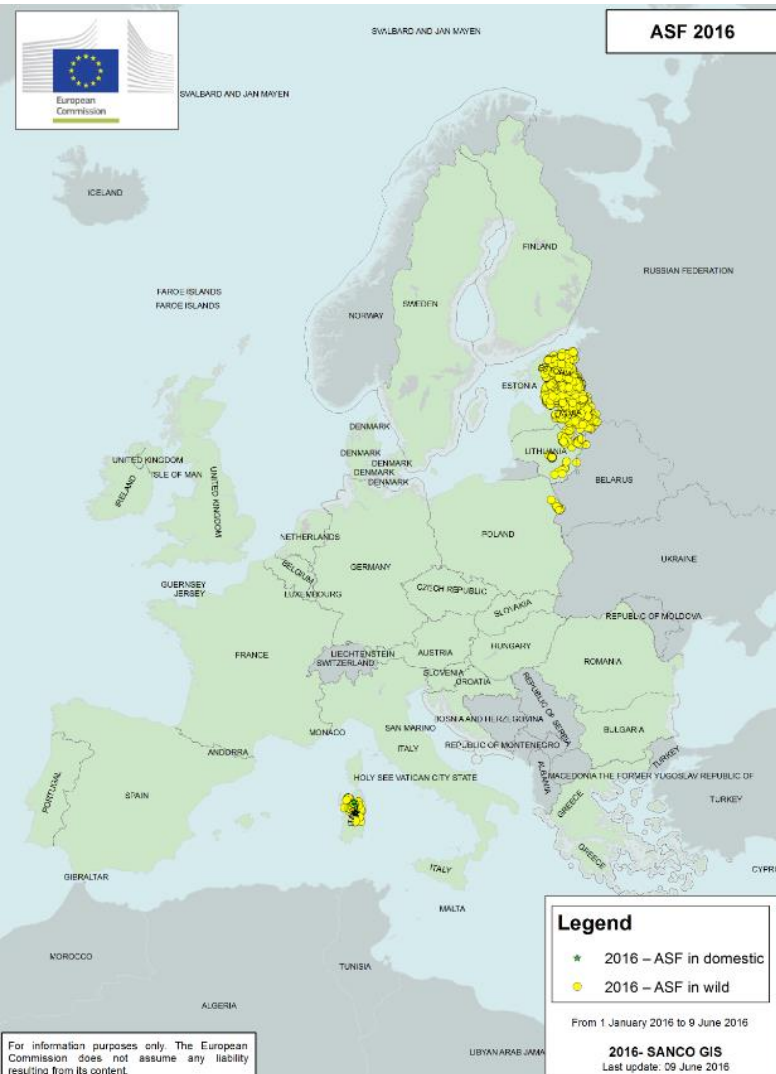 SVALBARD AND JAN MAYEN
ASF 2016
European
Commission
SVALBARD AND JAN MAYEN
ICELAND
FINLAND
RUSSIAN FEDERATION
FAROE ISLANDS
FAROE ISLANDS
SWEDEN
NORWAY
ESTONIA
ESTONIA
LATVIA
DENMARK
DENMARK
DENMARK
DENMARK
DENMARK
LITHUANIA
UNITED KINGDOM
ISLE OF MAN
IRELAND
UNITED KINGDOM
BELARUS
NETHERLANDS
POLAND
BELGIUM
GERMANY
UKRAINE
GUERNSEY
JERSEY
LUXEMBOURG
CZECH REPUBLIC
SLOVAKIA
REPUBLIC OF MOLDOVA
FRANCE
LIECHTENSTEIN
SWITZERLAND
AUSTRIA
HUNGARY
ROMANIA
SLOVENIA
CROATIA
REPUBLIC OF SERBIA
BOSNIA AND HERZEGOVINA
SAN MARINO
MONACO
BULGARIA
ANDORRA
ITALY
REPUBLIC OF MONTENEGRO
TURKEY
ALBANIA
HOLY SEE VATICAN CITY STATE
MACEDONIA THE FORMER YUGOSLAV REPUBLIC OF
PORTUGAL
SPAIN
GREECE
TURKEY
GREECE
ITALY
GIBRALTAR
CYPR
MALTA
MOROCCO
TUNISIA
ALGERIA
LIBYAN ARAB JAMA
Legend
2016 – ASF in domestic
2016 – ASF in wild
From 1 January 2016 to 9 June 2016
2016- SANCO GIS
Last update: 09 June 2016
For information purposes only. The European
Commission does not assume any liability
resulting from its content.